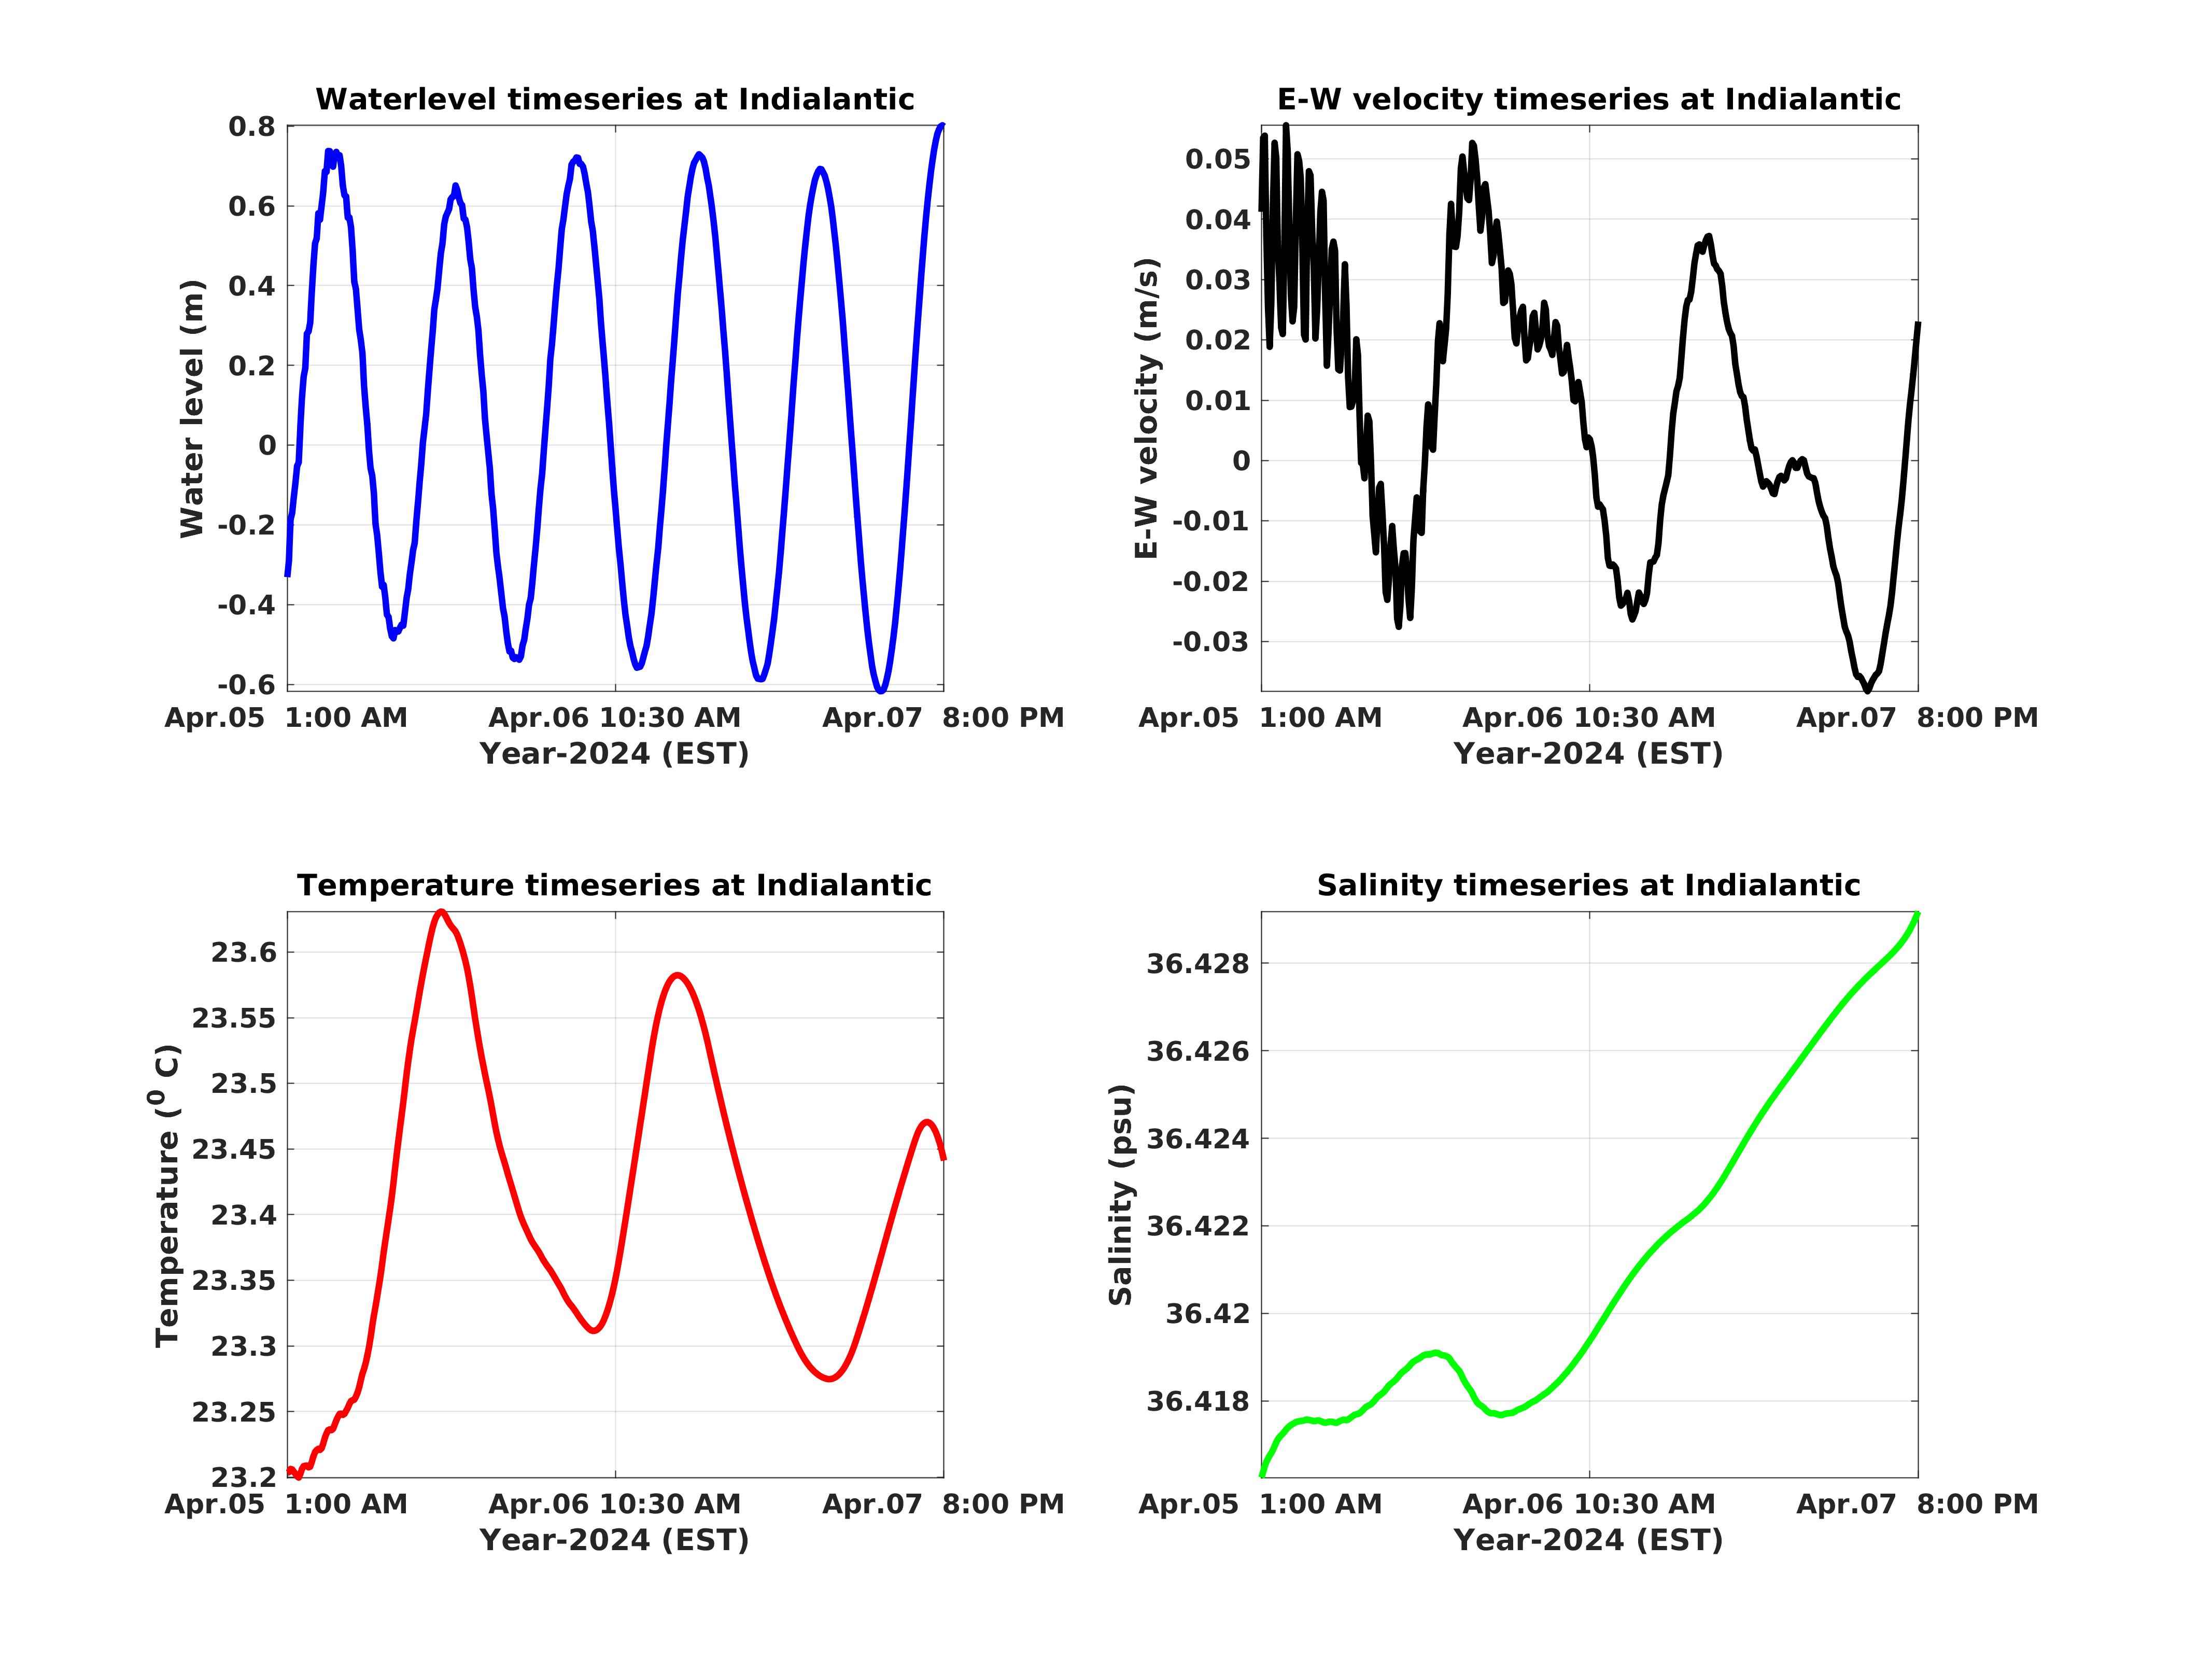 Waterlevel timeseries at Indialantic
0.8
0.6
0.4
0.2
0
-0.2
-0.4
-0.6
Water level (m)
Apr.05 1:00 AM Apr.06 10:30 AM Apr.07 8:00 PM
Year-2024 (EST)
E-W velocity timeseries at Indialantic
0.05
0.04
0.03
0.02
0.01
0
-0.01
-0.02
-0.03
E-W velocity (m/s)
Apr.05 1:00 AM Apr.06 10:30 AM Apr.07 8:00 PM
Year-2024 (EST)
Temperature timeseries at Indialantic
23.6
23.55
23.5
23.45
23.4
23.35
23.3
23.25
23.2
Temperature (⁰ C)
Apr.05 1:00 AM Apr.06 10:30 AM Apr.07 8:00 PM
Year-2024 (EST)
Salinity timeseries at Indialantic
36.428
36.426
36.424
36.422
36.42
36.418
Salinity (psu)
Apr.05 1:00 AM Apr.06 10:30 AM Apr.07 8:00 PM
Year-2024 (EST)